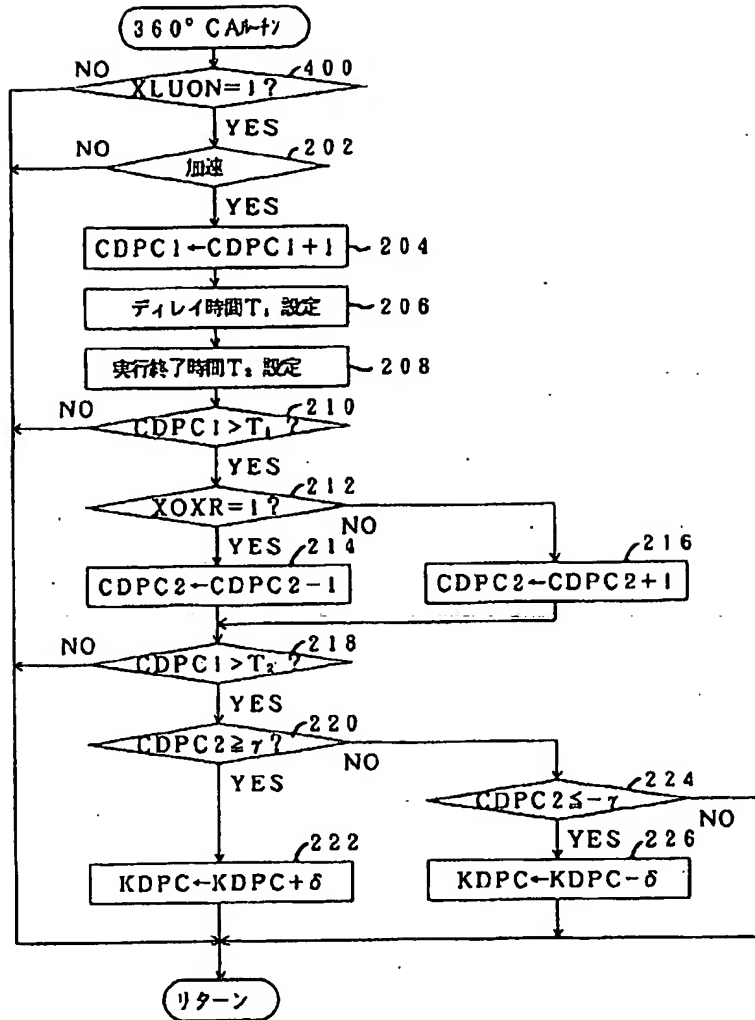 360° CAルーチン
400
NO
XLUON=1?
YES
202
NO
加速
YES
CDPC1←CDPC1+1
204
ディレイ時間T₁ 設定
206
実行終了時間T₂ 設定
208
210
NO
CDPC1>T₁ ?
YES
212
XOXR=1?
NO
YES
214
216
CDPC2←CDPC2-1
CDPC2←CDPC2+1
218
NO
CDPC1>T₂ ?
YES
220
CDPC2≧γ?
NO
YES
224
CDPC2≦-γ
NO
YES
222
226
KDPC←KDPC+δ
KDPC←KDPC-δ
リターン